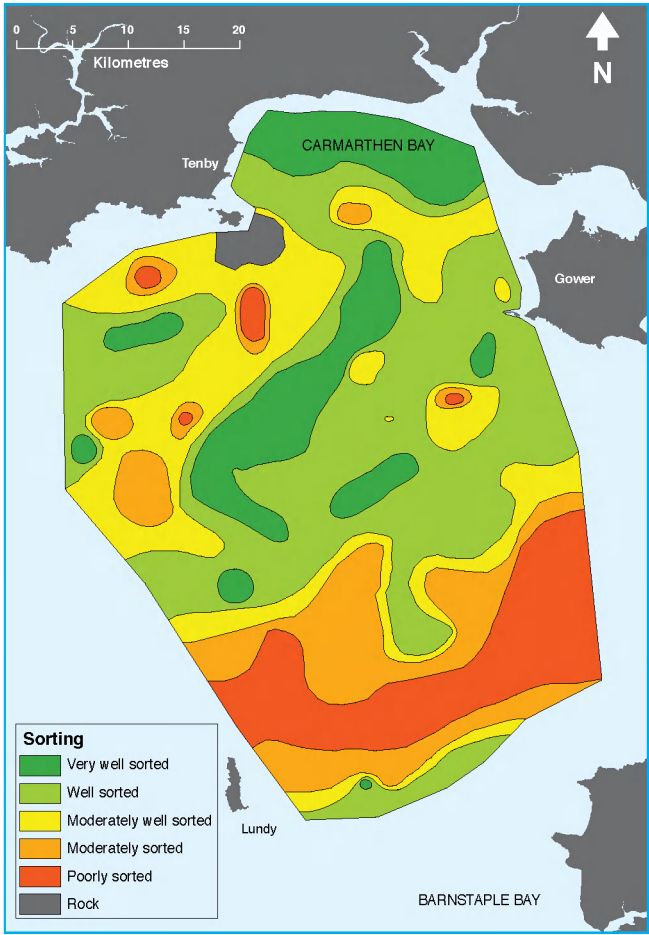 0 5 10 15 20
Kilometres
N
CARMARTHEN BAY
Tenby
Gower
Sorting
Very well sorted
Well sorted
Moderately well sorted
Moderately sorted
Poorly sorted
Rock
Lundy
BARNSTAPLE BAY